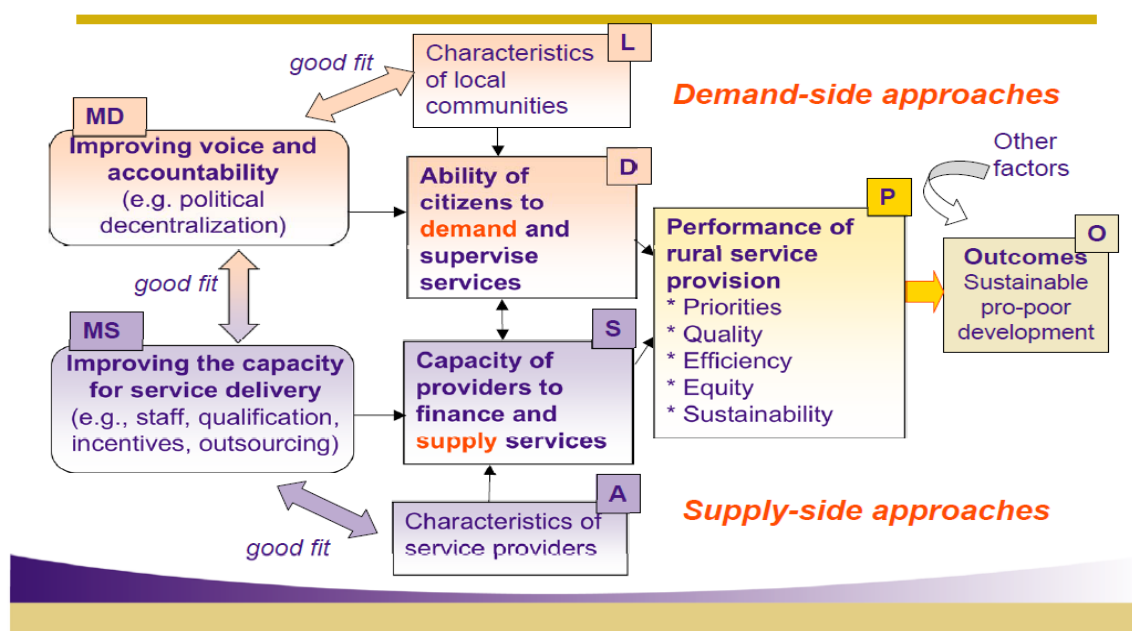 good fit
L
Characteristics
of local
communities
Demand-side approaches
MD
Improving voice and
accountability
(e.g. political
decentralization)
D
Ability of
citizens to
demand and
supervise
services
Other
factors
P
Performance of
rural service
provision
* Priorities
* Quality
* Efficiency
* Equity
* Sustainability
O
Outcomes
Sustainable
pro-poor
development
good fit
MS
Improving the capacity
for service delivery
(e.g., staff, qualification,
incentives, outsourcing)
S
Capacity of
providers to
finance and
supply services
A
Characteristics of
service providers
good fit
Supply-side approaches